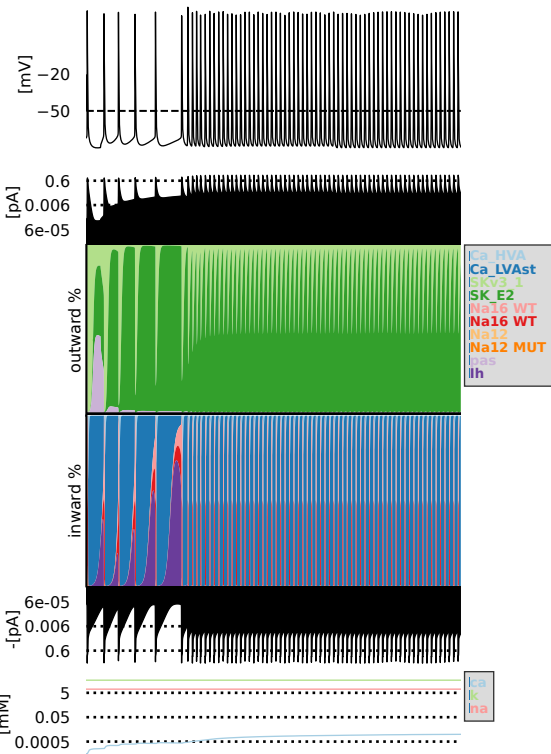 [mV]
−20
−50
[pA]
0.6
0.006
6e-05
outward %
Ca_HVA
Ca_LVAst
SKv3_1
SK_E2
Na16 WT
Na16 WT
Na12
Na12 MUT
pas
Ih
inward %
-[pA]
6e-05
0.006
0.6
[mM]
5
0.05
0.0005
ca
k
na